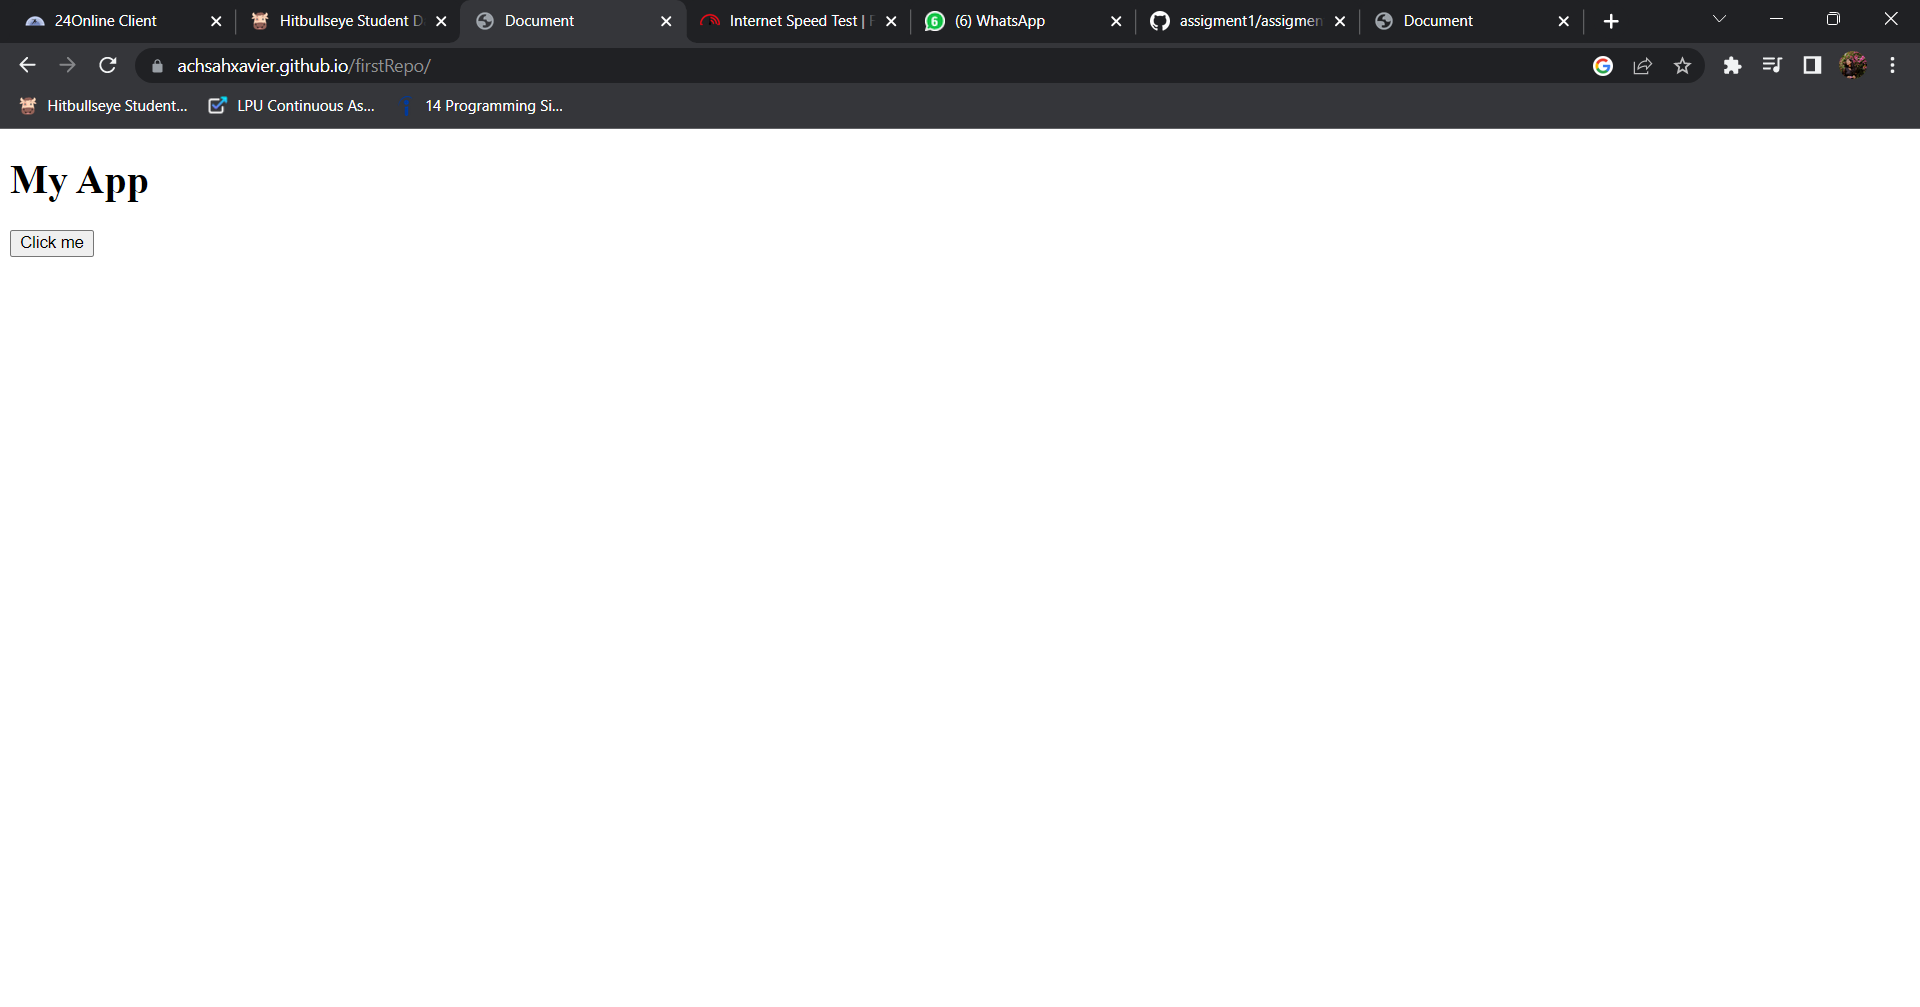 24Online Client
Hitbullseye Student D
Document
Internet Speed Test |
6
(6) WhatsApp
assigment1/assigmen
Document
achsahxavier.github.io/firstRepo/
Hitbullseye Student...
LPU Continuous As...
14 Programming Si...
My App
Click me